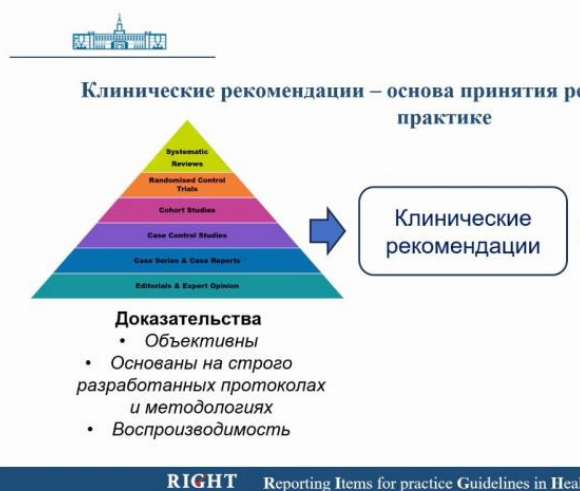 Клинические рекомендации – основа принятия ре
практике
Systematic
Reviews
Randomised Control
Trials
Cohort Studies
Case Control Studies
Case Series & Case Reports
Editorials & Expert Opinion
Клинические
рекомендации
Доказательства
• Объективны
• Основаны на строго
разработанных протоколах
и методологиях
• Воспроизводимость
RIGHT Reporting Items for practice Guidelines in Heal